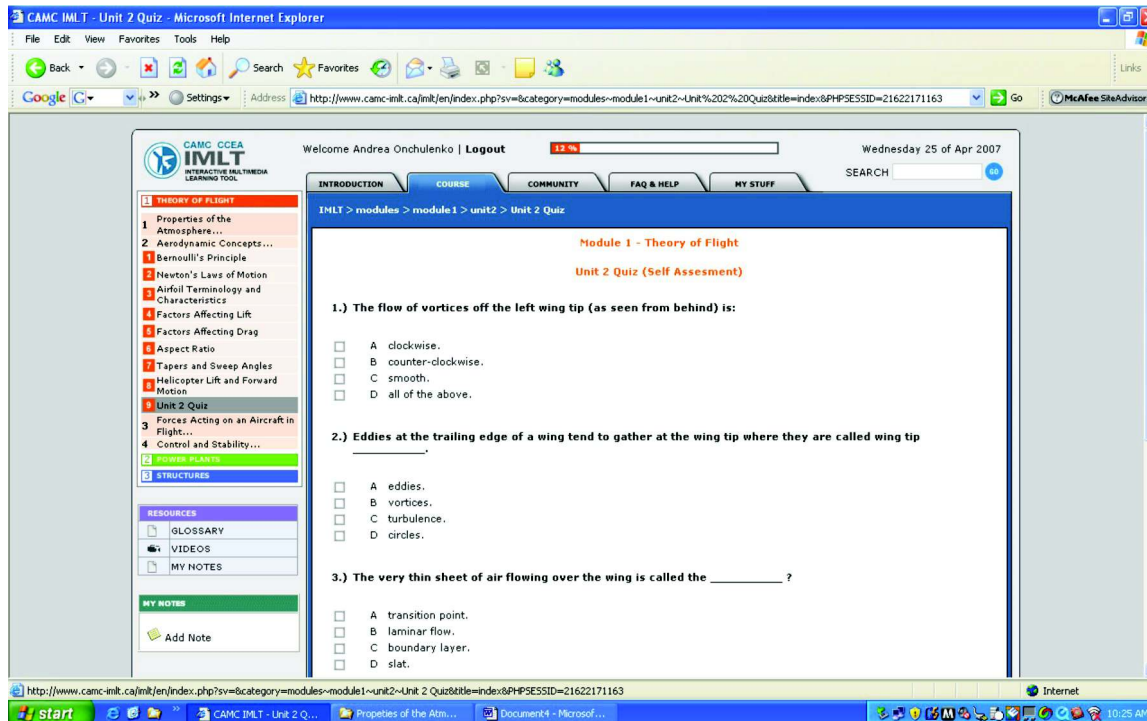 CAMC IMLT - Unit 2 Quiz - Microsoft Internet Explorer
File Edit View Favorites Tools Help
Back Search Favorites Links
Google G Settings Address http://www.camc-imlt.ca/imlt/en/index.php?sv=&category=modules~module1~unit2~Unit%202%20Quiz&title=index&PHPSESSID=21622171163 Go McAfee SiteAdvisor
CAMC CCEA
IMLT
INTERACTIVE MULTIMEDIA
LEARNING TOOL
Welcome Andrea Onchulenko | Logout 12 % Wednesday 25 of Apr 2007
SEARCH GO
INTRODUCTION COURSE COMMUNITY FAQ & HELP MY STUFF
IMLT > modules > module1 > unit2 > Unit 2 Quiz
1 THEORY OF FLIGHT
1 Properties of the
Atmosphere...
2 Aerodynamic Concepts...
1 Bernoulli's Principle
2 Newton's Laws of Motion
3 Airfoil Terminology and
Characteristics
4 Factors Affecting Lift
5 Factors Affecting Drag
6 Aspect Ratio
7 Tapers and Sweep Angles
8 Helicopter Lift and Forward
Motion
9 Unit 2 Quiz
3 Forces Acting on an Aircraft in
Flight...
4 Control and Stability...
2 POWER PLANTS
3 STRUCTURES
RESOURCES
GLOSSARY
VIDEOS
MY NOTES
MY NOTES
Add Note
Module 1 - Theory of Flight
Unit 2 Quiz (Self Assesment)
1.) The flow of vortices off the left wing tip (as seen from behind) is:
A clockwise.
B counter-clockwise.
C smooth.
D all of the above.
2.) Eddies at the trailing edge of a wing tend to gather at the wing tip where they are called wing tip
__________.
A eddies.
B vortices.
C turbulence.
D circles.
3.) The very thin sheet of air flowing over the wing is called the __________ ?
A transition point.
B laminar flow.
C boundary layer.
D slat.
http://www.camc-imlt.ca/imlt/en/index.php?sv=&category=modules~module1~unit2~Unit 2 Quiz&title=index&PHPSESSID=21622171163 Internet
start CAMC IMLT - Unit 2 Q... Propeties of the Atm... Document4 - Microsof... 10:25 AM